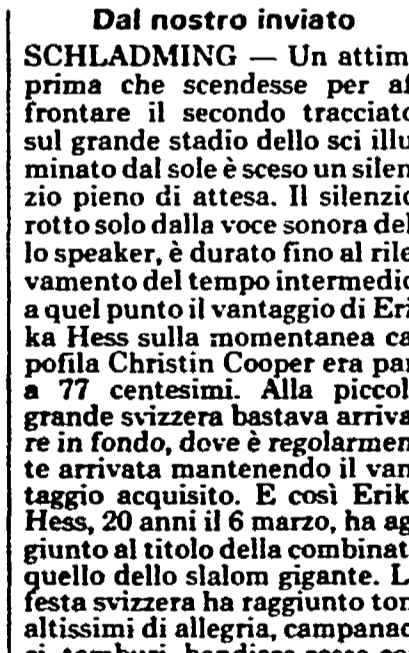 Dal nostro inviato
SCHLADMING — Un attim
prima che scendesse per af
frontare il secondo tracciato
sul grande stadio dello sci illu
minato dal sole è sceso un silen
zio pieno di attesa. Il silenzio
rotto solo dalla voce sonora del
lo speaker, è durato fino al rile
vamento del tempo intermedio
a quel punto il vantaggio di Eri
ka Hess sulla momentanea ca
pofila Christin Cooper era par
a 77 centesimi. Alla piccol
grande svizzera bastava arriva
re in fondo, dove è regolarmen
te arrivata mantenendo il van
taggio acquisito. E così Erik
Hess, 20 anni il 6 marzo, ha ag
giunto al titolo della combinat
quello dello slalom gigante. L
festa svizzera ha raggiunto ton
altissimi di allegria, campanac
ci, tamburi, bandiere rosse